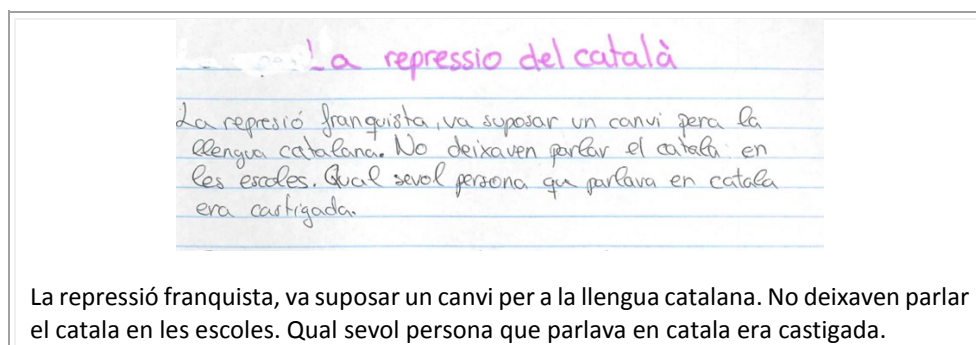 La repressio del català
La represió franquista, va suposar un canvi pera la
llengua catalana. No deixaven parlar el català en
les escoles. Qual sevol persona qu parlava en catala
era castigada.
La repressió franquista, va suposar un canvi per a la llengua catalana. No deixaven parlar
el catala en les escoles. Qual sevol persona que parlava en catala era castigada.